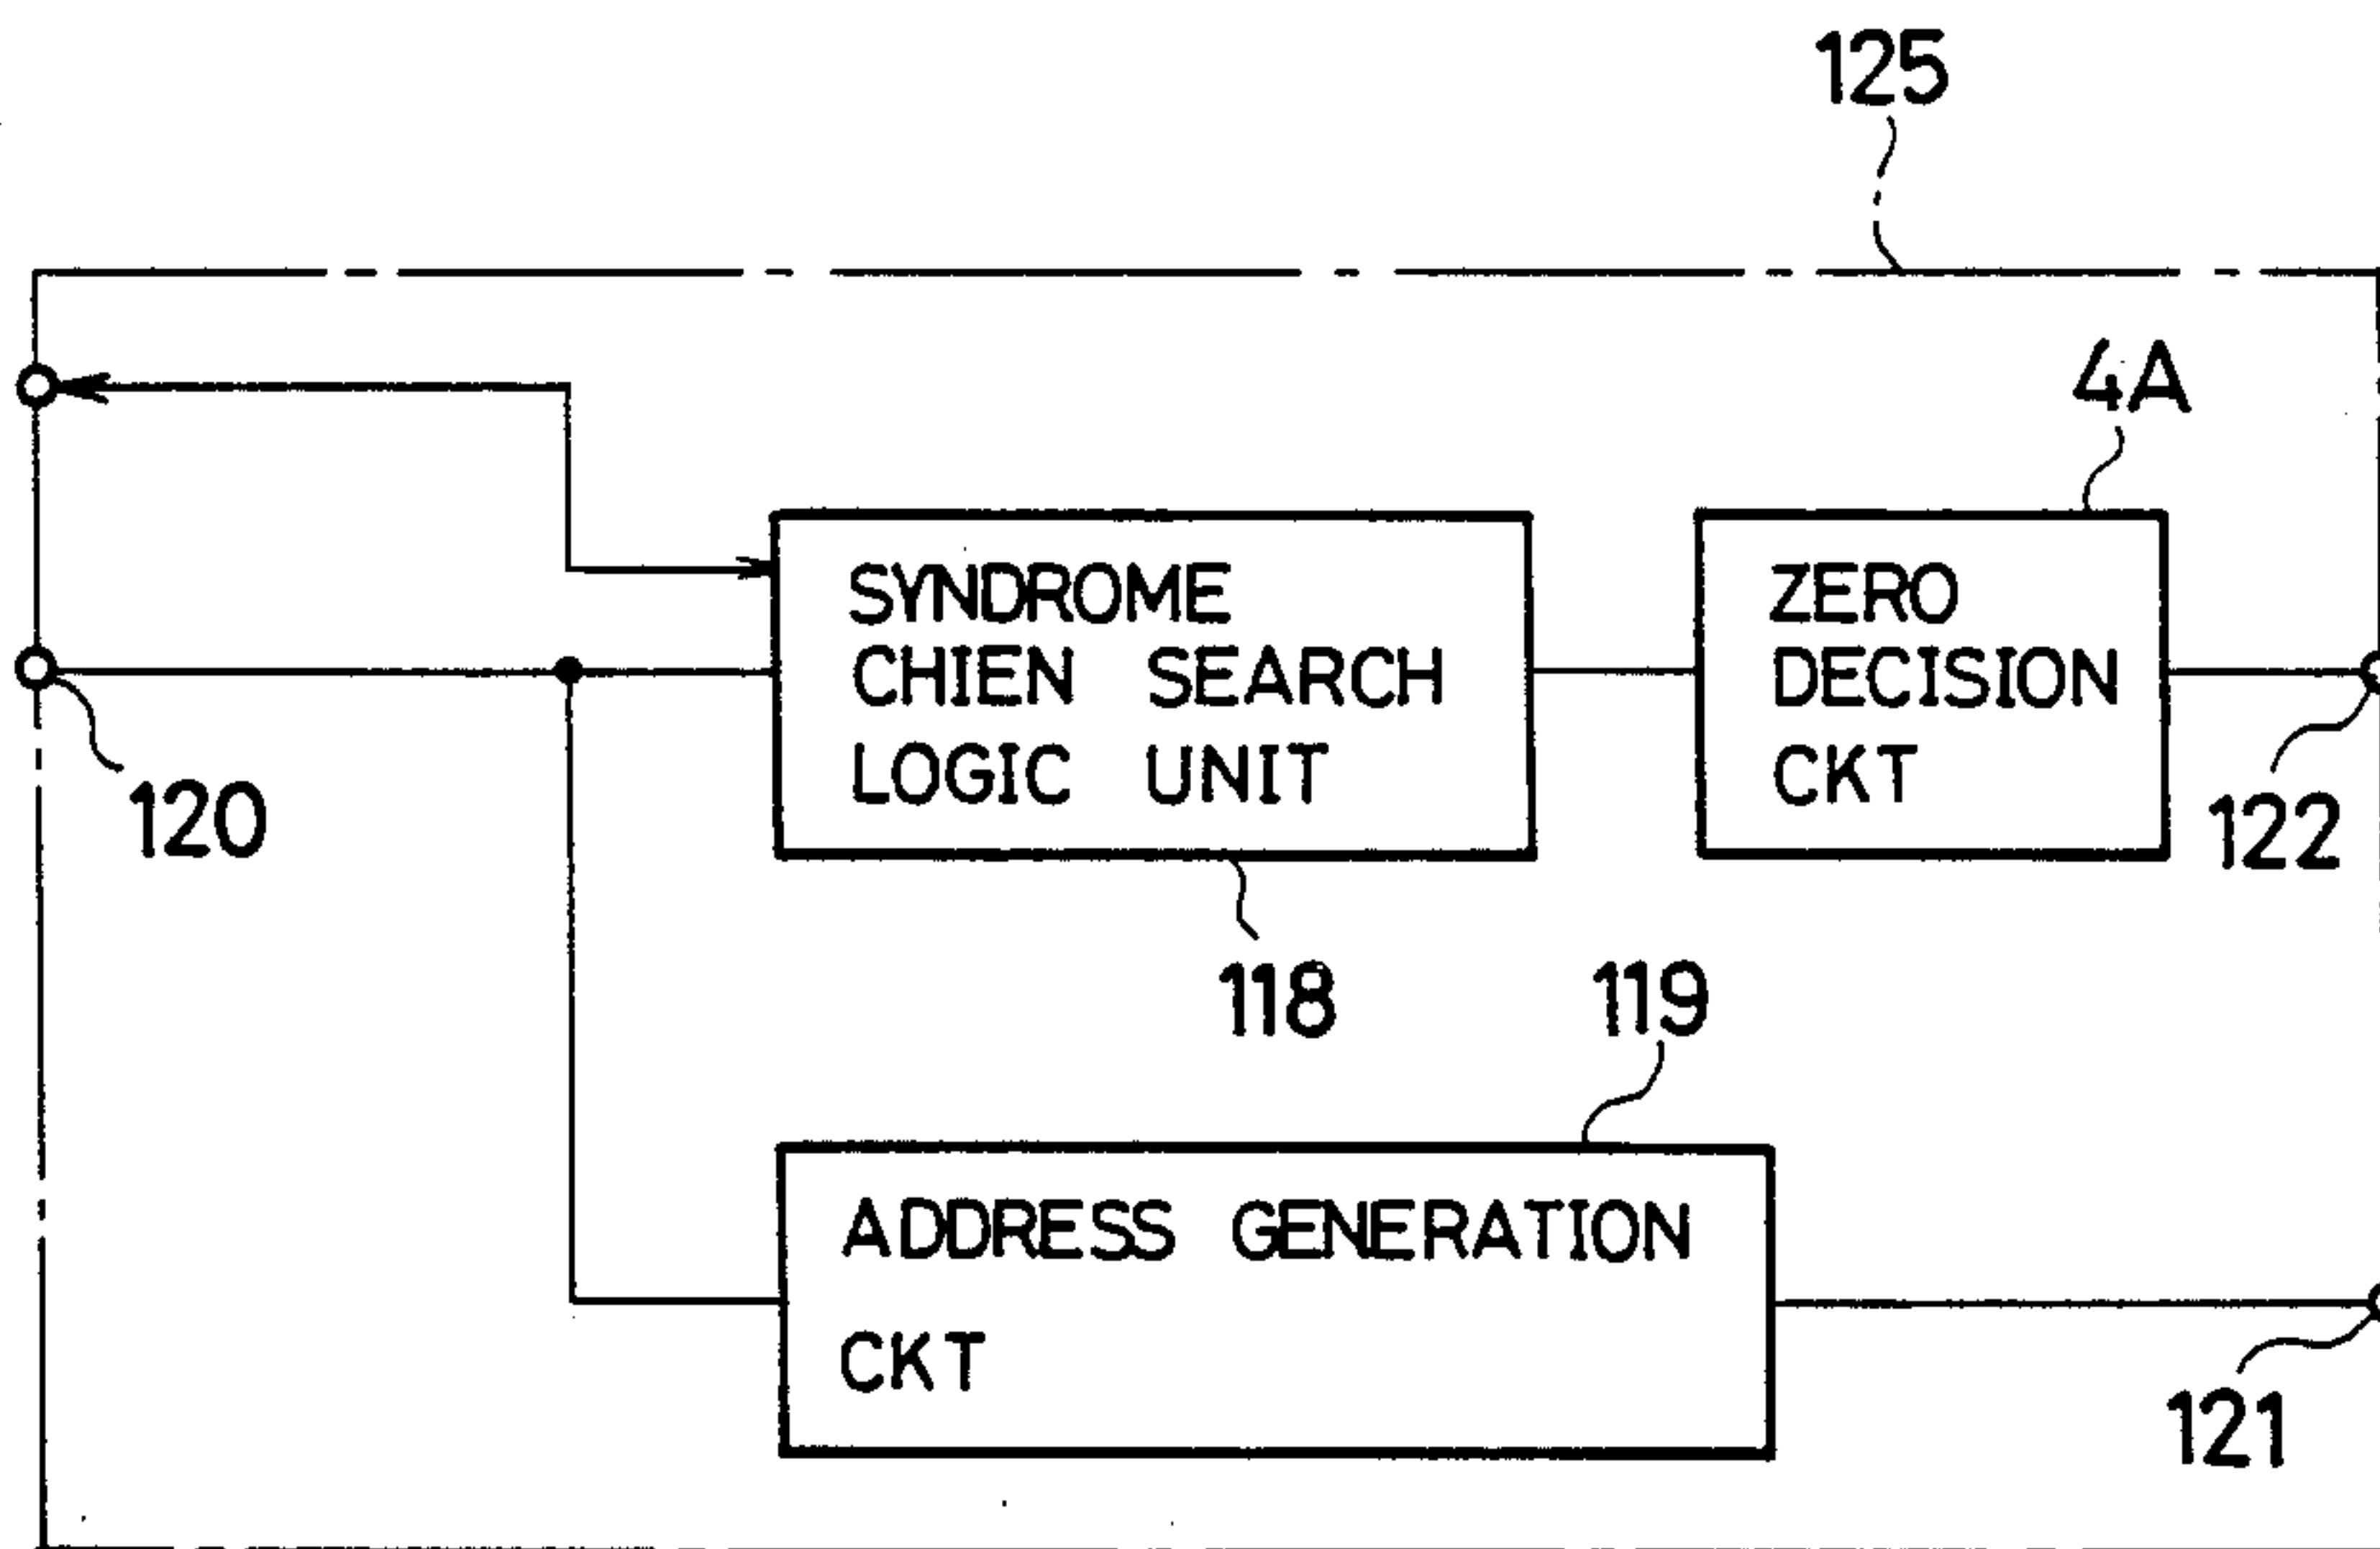 125
4A
SYNDROME
CHIEN SEARCH
LOGIC UNIT
ZERO
DECISION
CKT
120
122
118
119
ADDRESS GENERATION
CKT
121